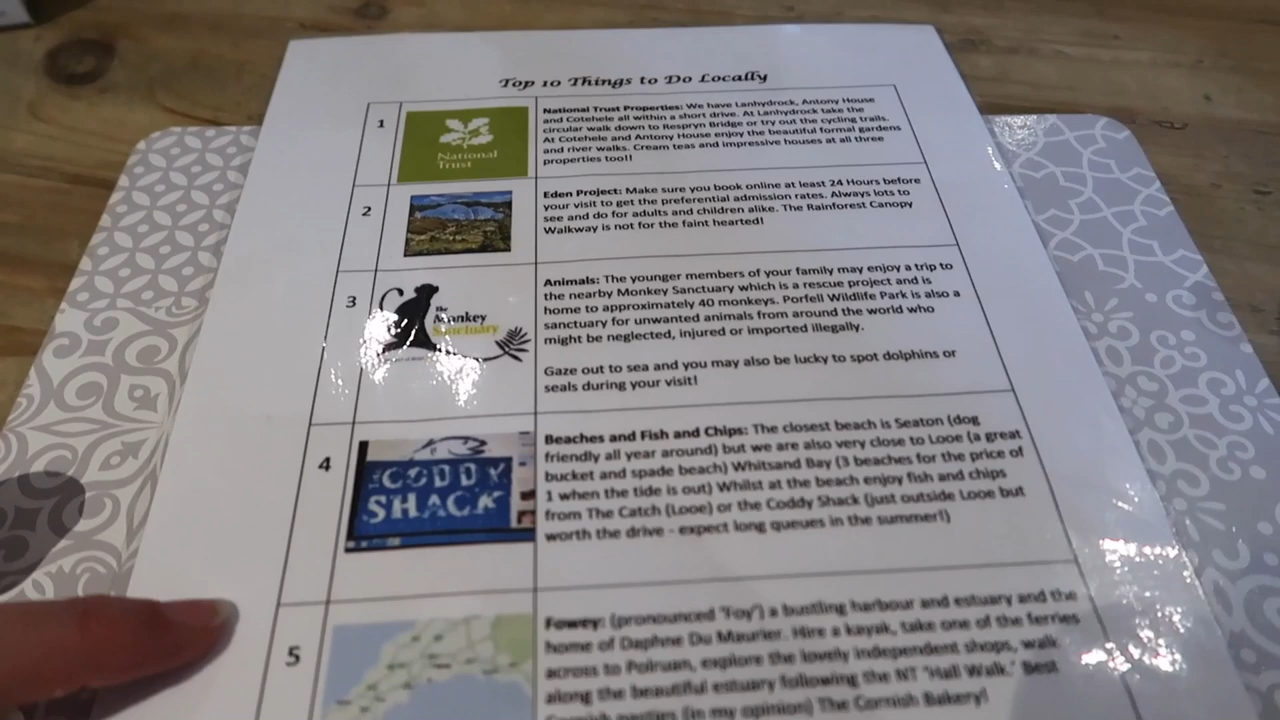 Top 10 Things to Do Locally
1
National
Trust
National Trust Properties: We have Lanhydrock, Antony House
and Cotehele all within a short drive. At Lanhydrock take the
circular walk down to Respryn Bridge or try out the cycling trails.
At Cotehele and Antony House enjoy the beautiful formal gardens
and river walks. Cream teas and impressive houses at all three
properties too!!
2
Eden Project: Make sure you book online at least 24 Hours before
your visit to get the preferential admission rates. Always lots to
see and do for adults and children alike. The Rainforest Canopy
Walkway is not for the faint hearted!
3
The
Monkey
Sanctuary
Animals: The younger members of your family may enjoy a trip to
the nearby Monkey Sanctuary which is a rescue project and is
home to approximately 40 monkeys. Porfell Wildlife Park is also a
sanctuary for unwanted animals from around the world who
might be neglected, injured or imported illegally.
Gaze out to sea and you may also be lucky to spot dolphins or
seals during your visit!
4
THE CODDY
SHACK
Beaches and Fish and Chips: The closest beach is Seaton (dog
friendly all year around) but we are also very close to Looe (a great
bucket and spade beach) Whitsand Bay (3 beaches for the price of
1 when the tide is out) Whilst at the beach enjoy fish and chips
from The Catch (Looe) or the Coddy Shack (just outside Looe but
worth the drive - expect long queues in the summer!)
5
Fowey: (pronounced 'Foy') a bustling harbour and estuary and the
home of Daphne Du Maurier. Hire a kayak, take one of the ferries
across to Polruan, explore the lovely independent shops, walk
along the beautiful estuary following the NT "Hall Walk." Best
Cornish pasties (in my opinion) The Cornish Bakery!